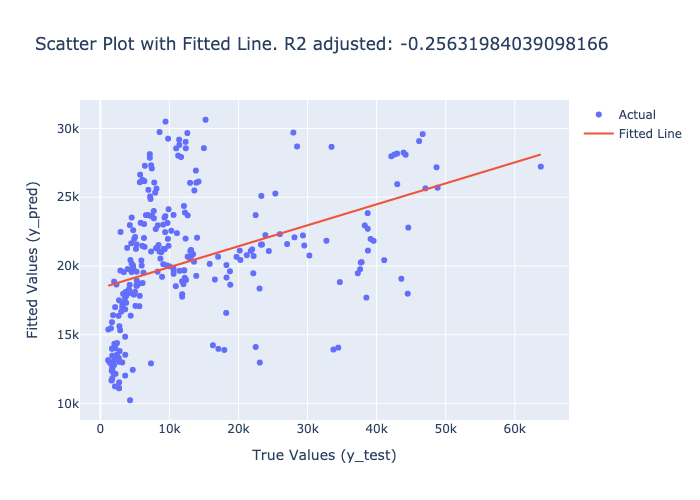 Scatter Plot with Fitted Line. R2 adjusted: -0.25631984039098166
Actual
Fitted Line
30k
25k
20k
15k
10k
Fitted Values (y_pred)
0 10k 20k 30k 40k 50k 60k
True Values (y_test)